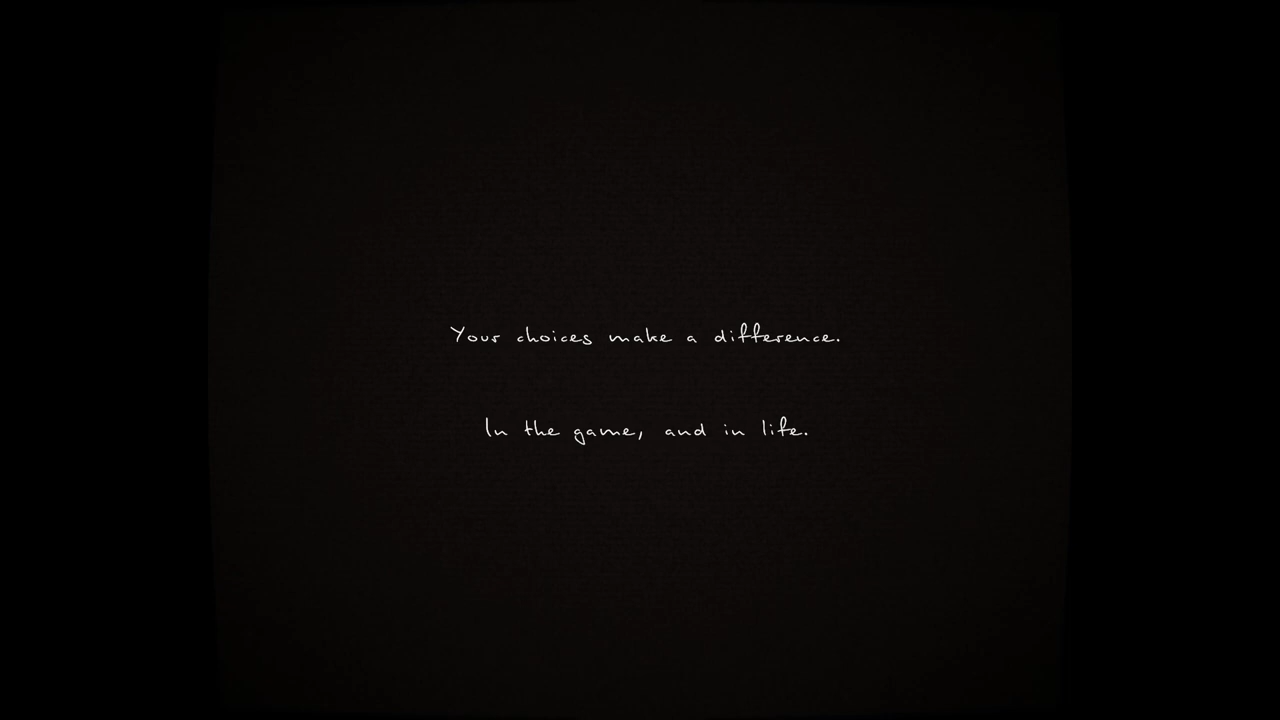 Your choices make a difference.
In the game, and in life.